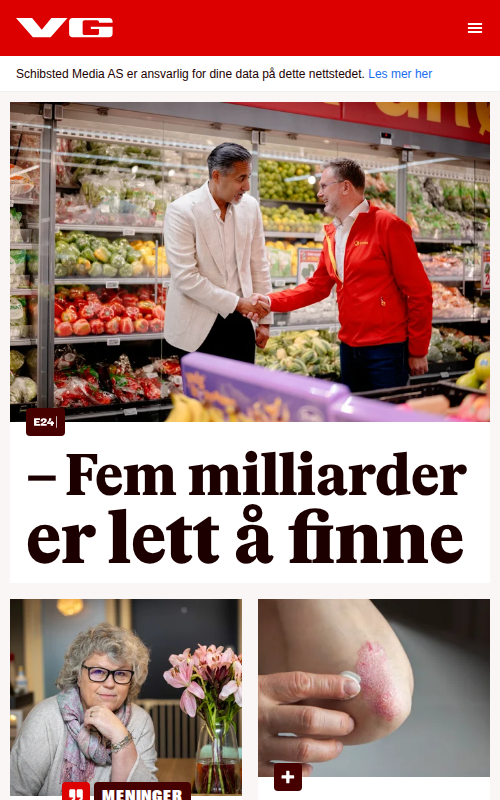 VG
Schibsted Media AS er ansvarlig for dine data på dette nettstedet. Les mer her
E24
– Fem milliarder
er lett å finne
MENINGER